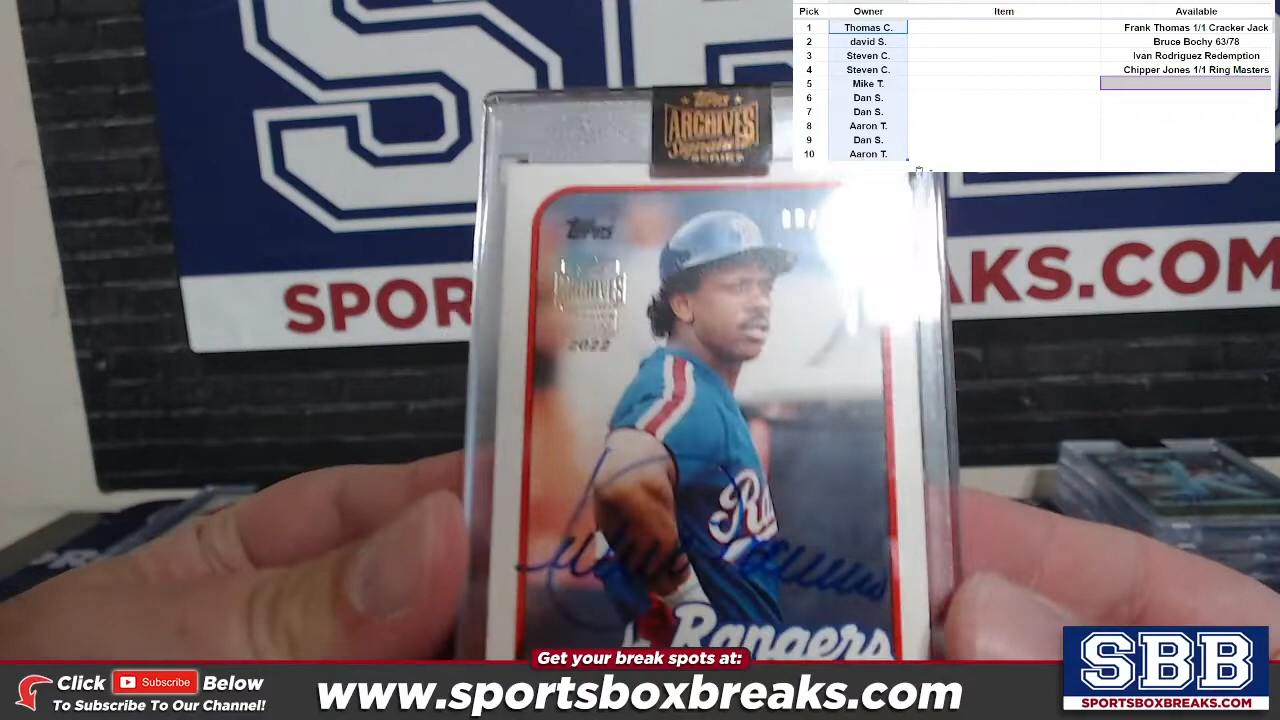 Pick Owner Item Available
1 Thomas C. Frank Thomas 1/1 Cracker Jack
2 david S. Bruce Bochy 63/78
3 Steven C. Ivan Rodriguez Redemption
4 Steven C. Chipper Jones 1/1 Ring Masters
5 Mike T.
6 Dan S.
7 Dan S.
8 Aaron T.
9 Dan S.
10 Aaron T.
SPOR
AKS.COM
TOPPS
ARCHIVES
Signature
SERIES
Topps
ARCHIVES
2022
Ra
Rangers
Get your break spots at:
Click Subscribe Below
To Subscribe To Our Channel!
www.sportsboxbreaks.com
SBB
SPORTSBOXBREAKS.COM